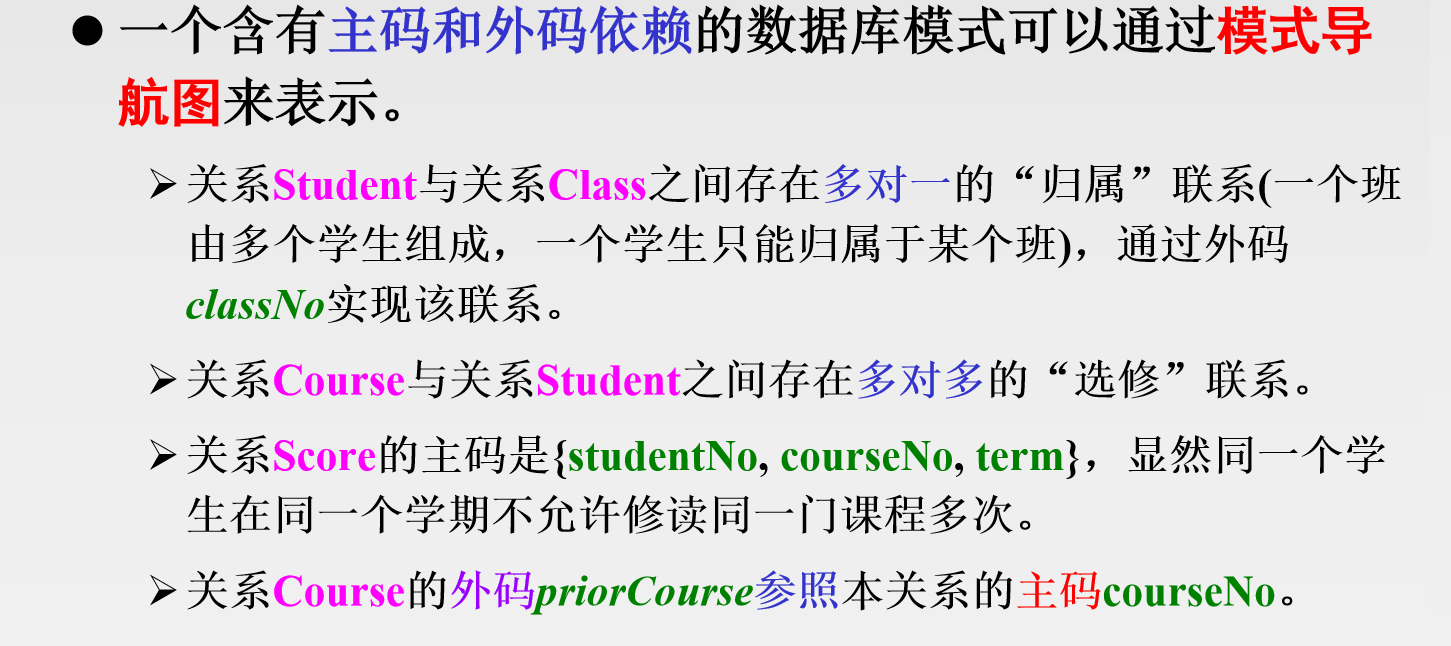 ● 一个含有主码和外码依赖的数据库模式可以通过模式导
航图来表示。
➢ 关系Student与关系Class之间存在多对一的“归属”联系(一个班
由多个学生组成，一个学生只能归属于某个班)，通过外码
classNo实现该联系。
➢ 关系Course与关系Student之间存在多对多的“选修”联系。
➢ 关系Score的主码是{studentNo, courseNo, term}，显然同一个学
生在同一个学期不允许修读同一门课程多次。
➢ 关系Course的外码priorCourse参照本关系的主码courseNo。